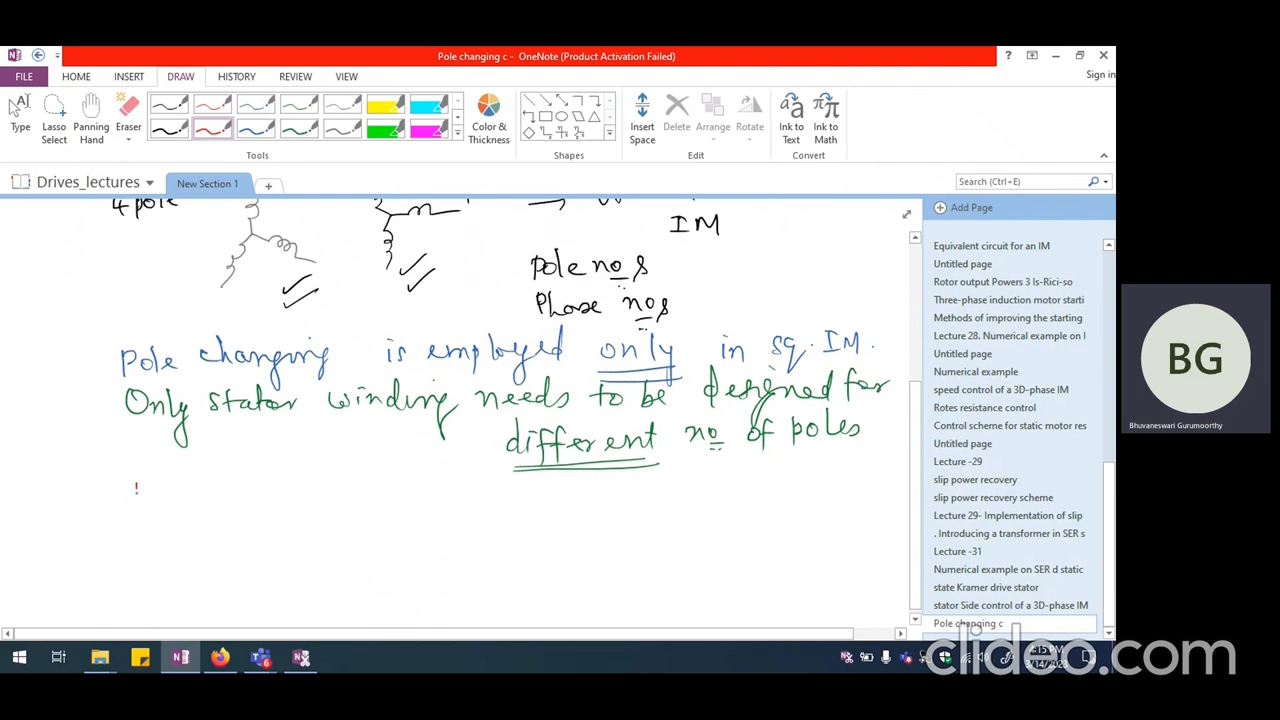 Pole changing c - OneNote (Product Activation Failed)
FILE HOME INSERT DRAW HISTORY REVIEW VIEW
Sign in
Type Lasso Select Panning Hand Eraser Color & Thickness Insert Space Delete Arrange Rotate Ink to Text Ink to Math
Tools Shapes Edit Convert
Drives_lectures New Section 1 Search (Ctrl+E)
4 pole
IM
Pole nos
Phase nos
Pole changing is employed only in sq. IM.
Only stator winding needs to be designed for
different no of poles
Add Page
Equivalent circuit for an IM
Untitled page
Rotor output Powers 3 Is-Rici-so
Three-phase induction motor starti
Methods of improving the starting
Lecture 28. Numerical example on I
Untitled page
Numerical example
speed control of a 3D-phase IM
Rotes resistance control
Control scheme for static motor res
Untitled page
Lecture -29
slip power recovery
slip power recovery scheme
Lecture 29- Implementation of slip
. Introducing a transformer in SER s
Lecture -31
Numerical example on SER d static
state Kramer drive stator
stator Side control of a 3D-phase IM
Pole changing c
BG
Bhuvaneswari Gurumoorthy
4:15 PM
3/14/2023
clideo.com